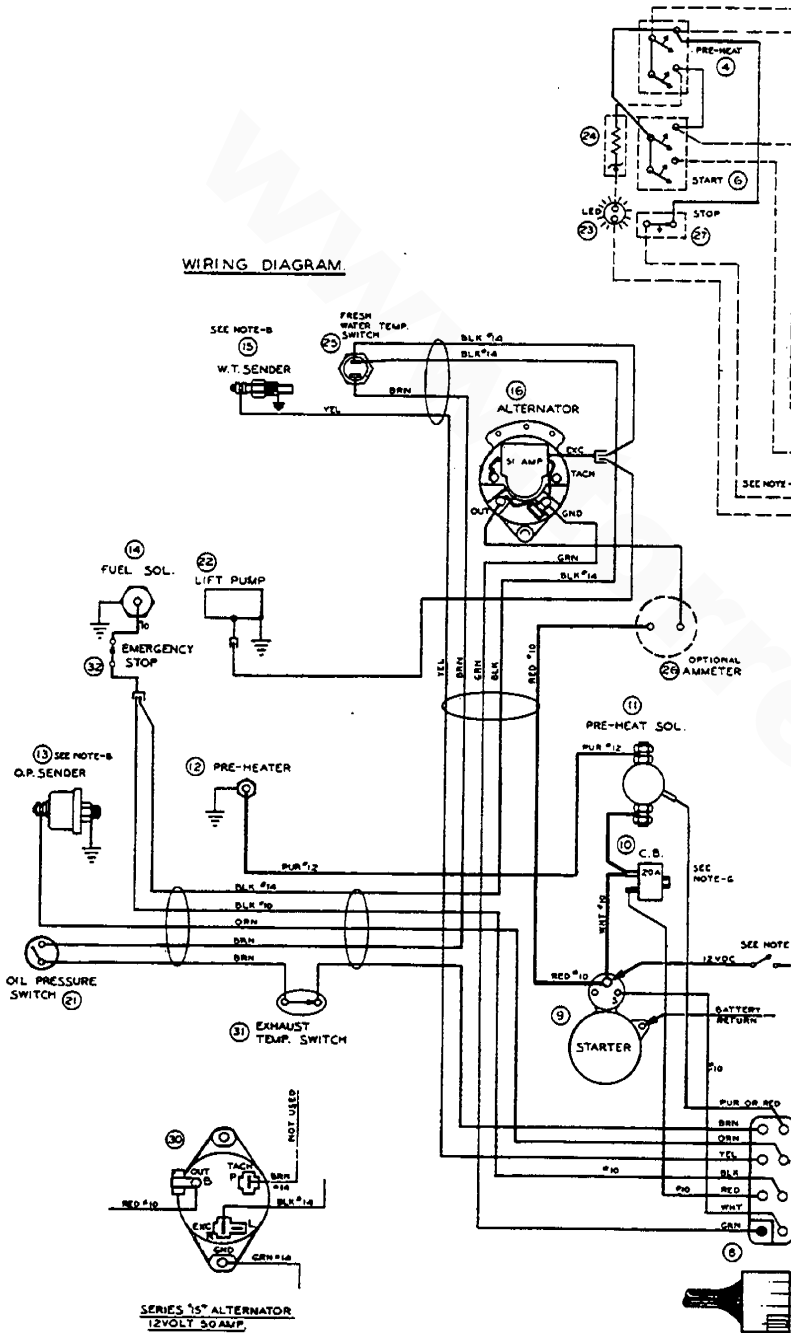 PRE-HEAT
4
24
START 6
LED
23
STOP
27
WIRING DIAGRAM.
SEE NOTE-B
15
W.T. SENDER
FRESH
WATER TEMP.
SWITCH
25
BLK #14
BLK #14
BRN
YEL
16
ALTERNATOR
51 AMP
EXC
TACH
OUT
GND
SEE NOTE-
GRN
BLK #14
14
FUEL SOL.
22
LIFT PUMP
#10
EMERGENCY
STOP
32
YEL
BRN
GRN
BLK
RED #10
OPTIONAL
26 AMMETER
11
PRE-HEAT SOL.
PUR #12
13 SEE NOTE-B
O.P. SENDER
12 PRE-HEATER
10
C.B.
20A
SEE
NOTE-G
PUR #12
WHT #10
BLK #14
BLK #10
ORN
BRN
BRN
OIL PRESSURE
SWITCH 21
31 EXHAUST
TEMP. SWITCH
RED #10
12 VDC
SEE NOTE
S
9
STARTER
BATTERY
RETURN
#10
PUR OR RED
BRN
ORN
YEL
#10
BLK
#10
RED
WHT
GRN
8
30
NOT USED
OUT
B
TACH
P
BRN
#14
RED #10
BLK #14
EXC
R
L
GND
GRN #14
SERIES "15" ALTERNATOR
12VOLT 50 AMP.